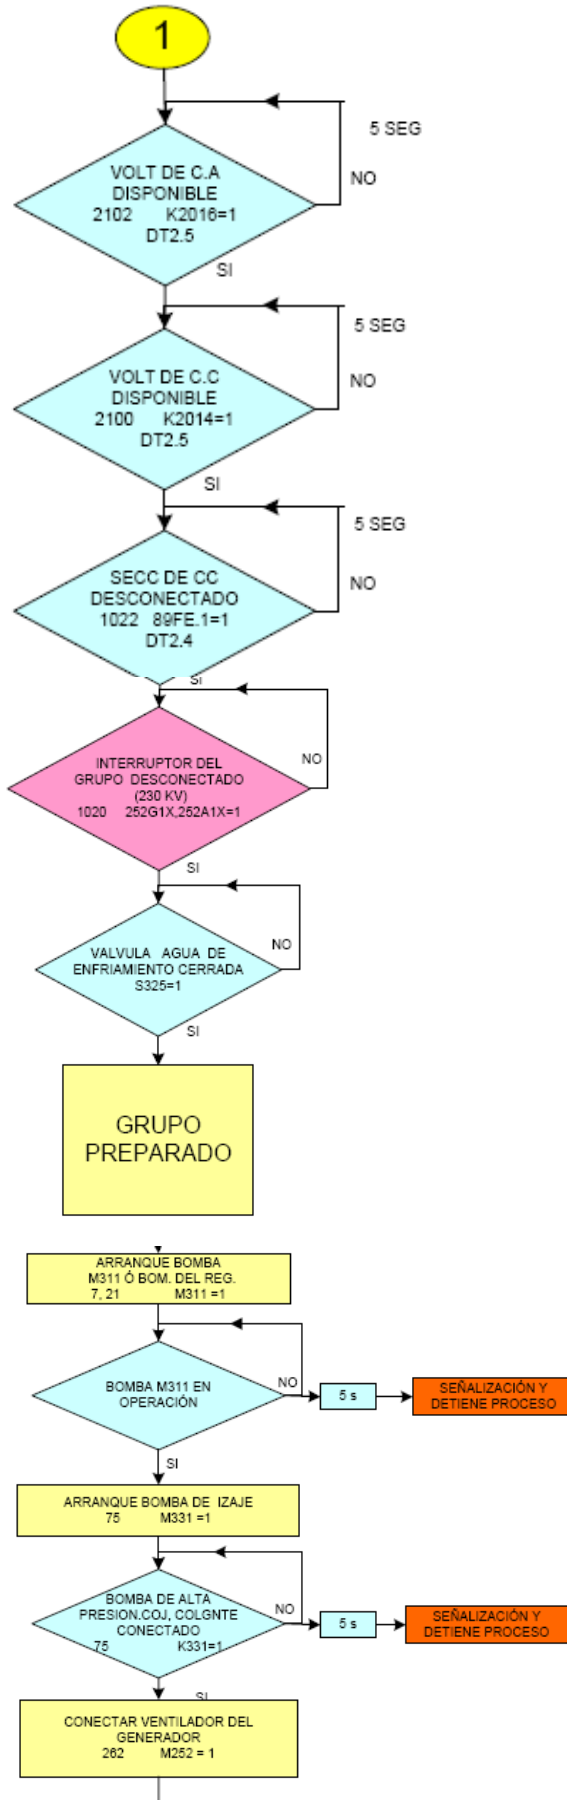 1
5 SEG
NO
VOLT DE C.A
DISPONIBLE
2102 K2016=1
DT2.5
SI
5 SEG
NO
VOLT DE C.C
DISPONIBLE
2100 K2014=1
DT2.5
SI
5 SEG
NO
SECC DE CC
DESCONECTADO
1022 89FE.1=1
DT2.4
SI
NO
INTERRUPTOR DEL
GRUPO DESCONECTADO
(230 KV)
1020 252G1X,252A1X=1
SI
NO
VALVULA AGUA DE
ENFRIAMIENTO CERRADA
S325=1
SI
GRUPO
PREPARADO
ARRANQUE BOMBA
M311 Ó BOM. DEL REG.
7, 21 M311 =1
BOMBA M311 EN
OPERACIÓN
NO
5 s
SEÑALIZACIÓN Y
DETIENE PROCESO
SI
ARRANQUE BOMBA DE IZAJE
75 M331 =1
BOMBA DE ALTA
PRESION.COJ, COLGNTE
CONECTADO
75 K331=1
NO
5 s
SEÑALIZACIÓN Y
DETIENE PROCESO
SI
CONECTAR VENTILADOR DEL
GENERADOR
262 M252 = 1